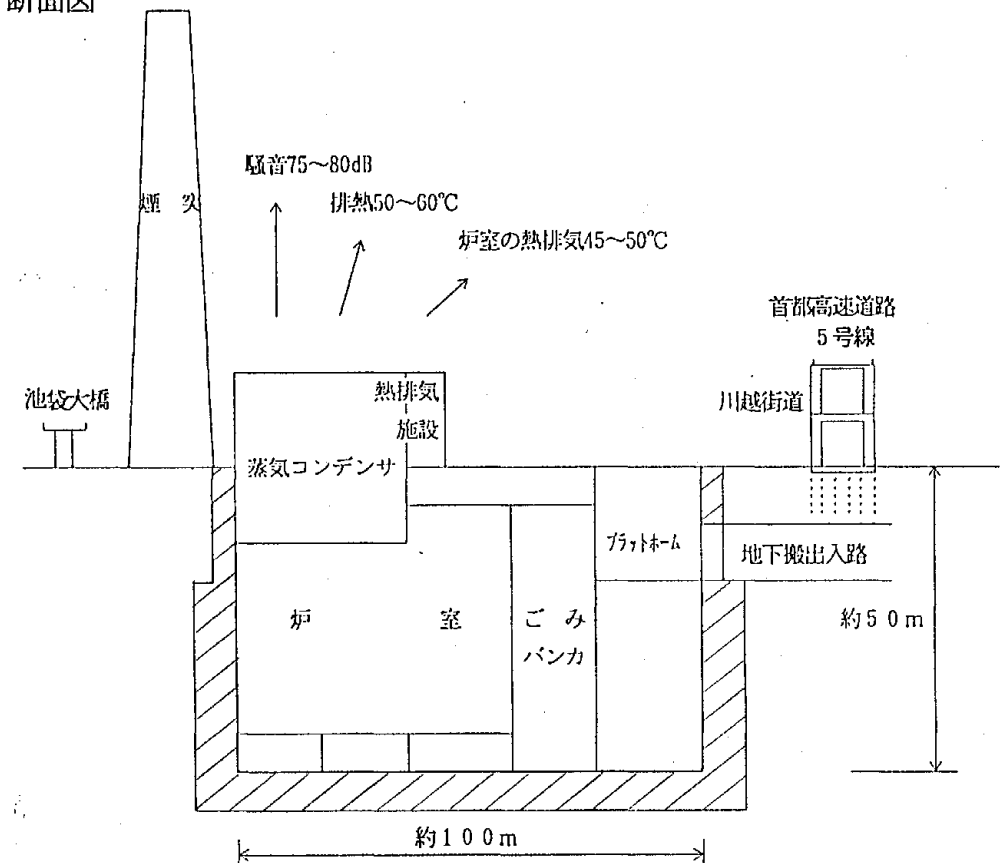 断面図
煙突
騒音75~80dB
排熱50~60℃
炉室の熱排気45~50℃
首都高速道路
5号線
池袋大橋
川越街道
熱排気
施設
蒸気コンデンサ
プラットホーム
地下搬出入路
炉室
ごみ
バンカ
約50m
約100m